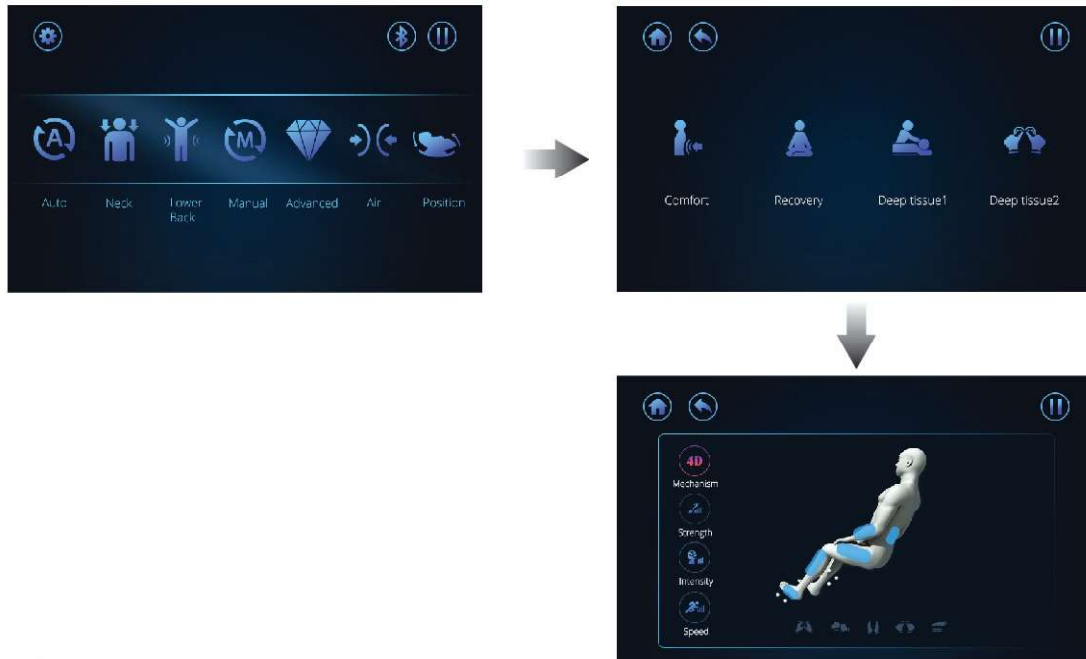 A
M
Auto Neck Lower Back Manual Advanced Air Position
Comfort Recovery Deep tissue1 Deep tissue2
4D
Mechanism
Strength
Intensity
Speed